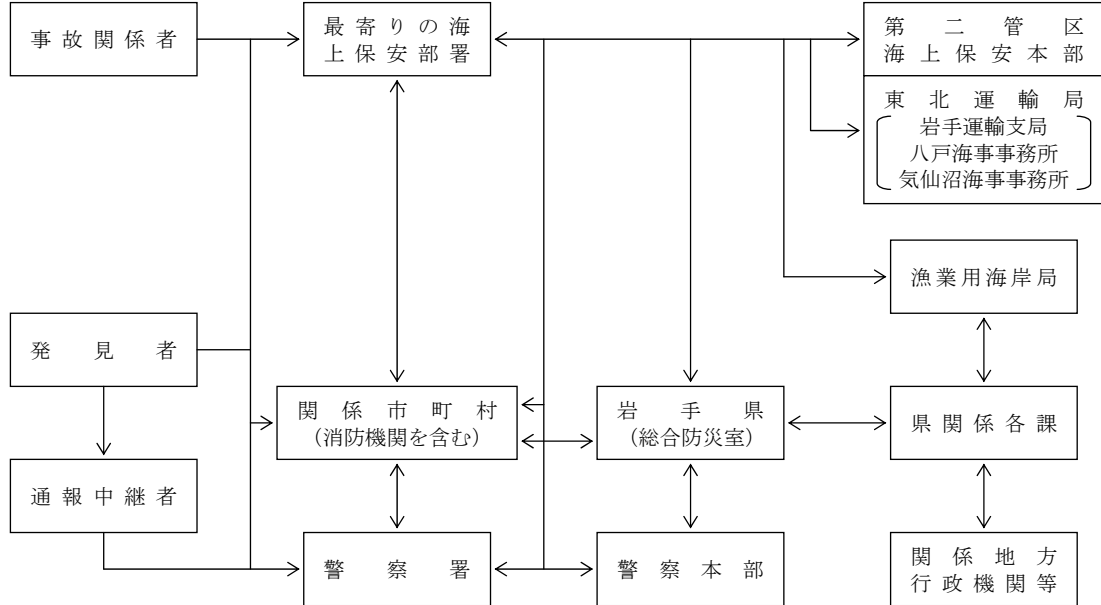 事故関係者
最寄りの海
上保安部署
第二管区
海上保安本部
東北運輸局
岩手運輸支局
八戸海事事務所
気仙沼海事事務所
漁業用海岸局
発見者
関係市町村
(消防機関を含む)
岩手県
(総合防災室)
県関係各課
通報中継者
警察署
警察本部
関係地方
行政機関等